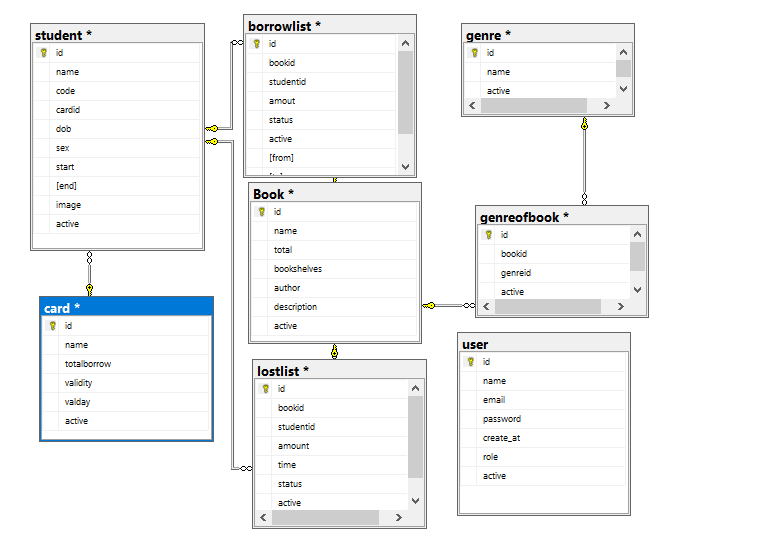 student *
id
name
code
cardid
dob
sex
start
[end]
image
active
borrowlist *
id
bookid
studentid
amout
status
active
[from]
genre *
id
name
active
Book *
id
name
total
bookshelves
author
description
active
genreofbook *
id
bookid
genreid
active
card *
id
name
totalborrow
validity
valday
active
lostlist *
id
bookid
studentid
amount
time
status
active
user
id
name
email
password
create_at
role
active